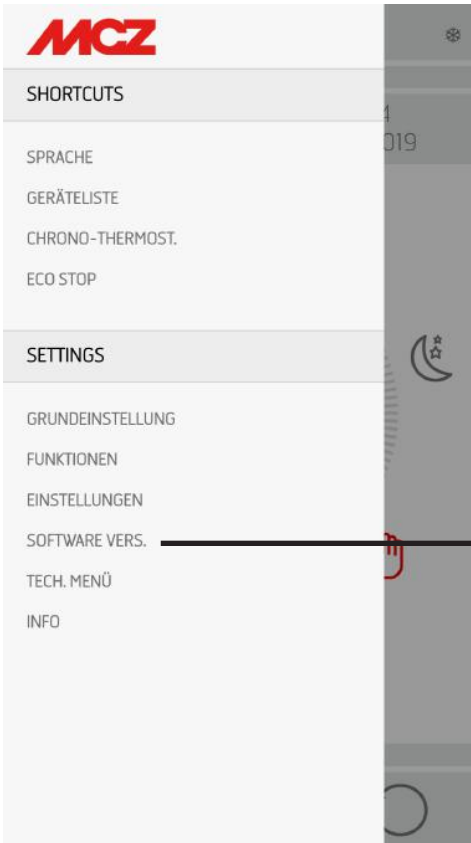 MCZ
SHORTCUTS
SPRACHE
GERÄTELISTE
CHRONO-THERMOST.
ECO STOP
SETTINGS
GRUNDEINSTELLUNG
FUNKTIONEN
EINSTELLUNGEN
SOFTWARE VERS.
TECH. MENÜ
INFO